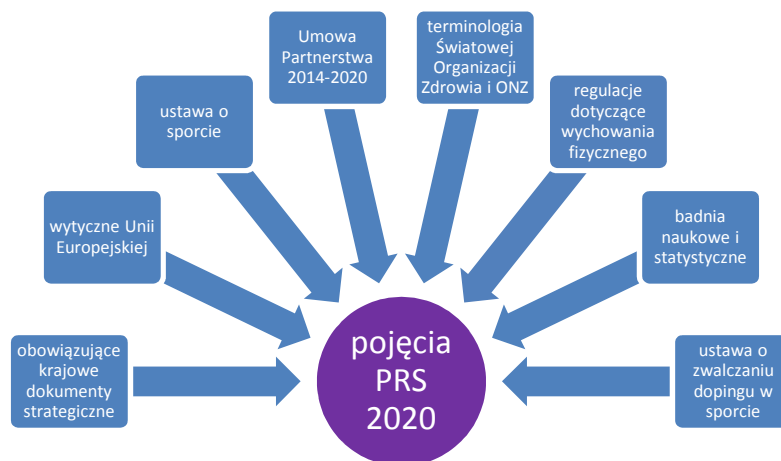 Umowa
Partnerstwa
2014-2020
terminologia
Światowej
Organizacji
Zdrowia i ONZ
ustawa o
sporcie
regulacje
dotyczące
wychowania
fizycznego
wytyczne Unii
Europejskiej
badnia
naukowe i
statystyczne
obowiązujące
krajowe
dokumenty
strategiczne
pojęcia
PRS
2020
ustawa o
zwalczaniu
dopingu w
sporcie